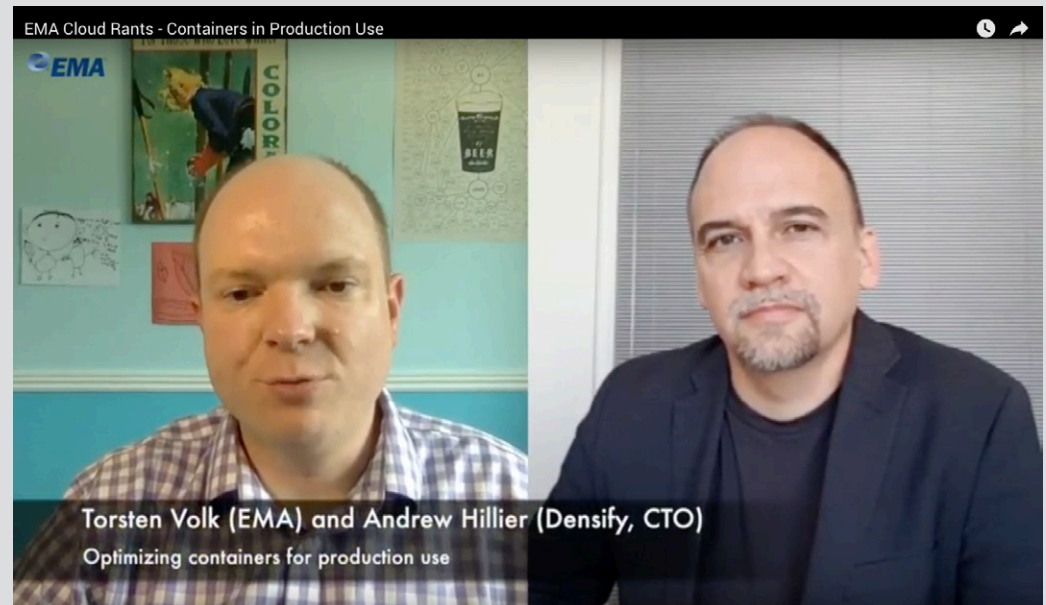 EMA Cloud Rants - Containers in Production Use
EMA
COLORA
BEER
Torsten Volk (EMA) and Andrew Hillier (Densify, CTO)
Optimizing containers for production use